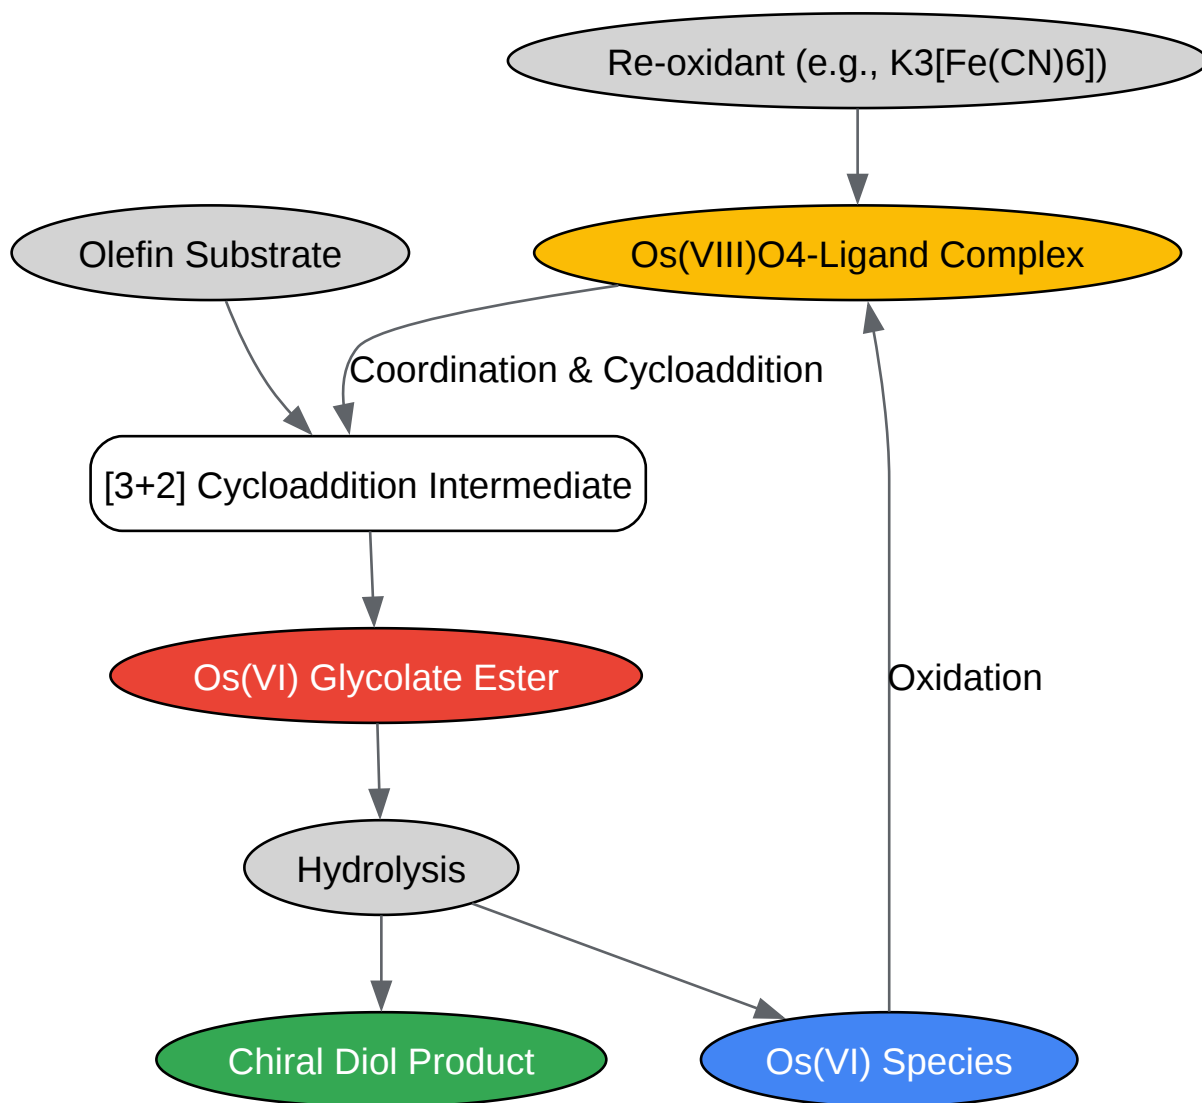 Re-oxidant (e.g., K3[Fe(CN)6])
Olefin Substrate
Os(VIII)O4-Ligand Complex
Coordination & Cycloaddition
[3+2] Cycloaddition Intermediate
Os(VI) Glycolate Ester
Oxidation
Hydrolysis
Chiral Diol Product
Os(VI) Species